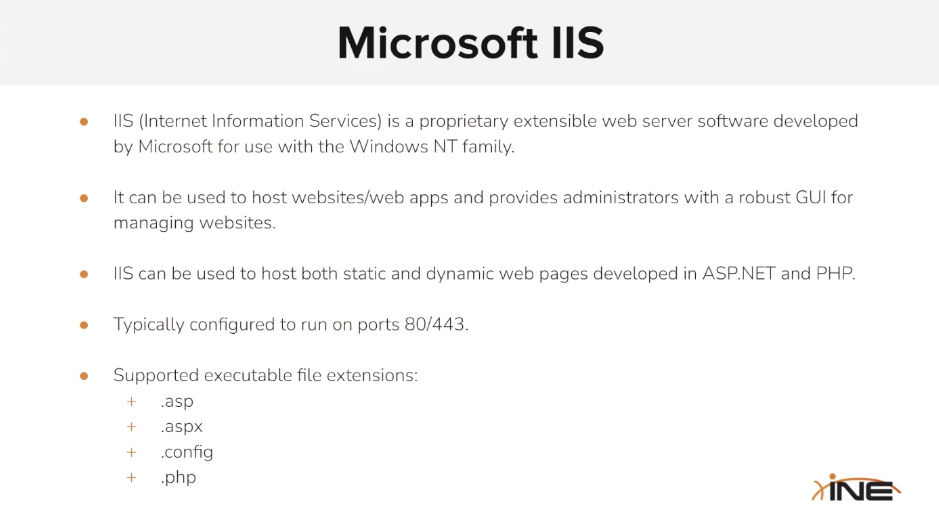 Microsoft IIS
● IIS (Internet Information Services) is a proprietary extensible web server software developed
by Microsoft for use with the Windows NT family.
● It can be used to host websites/web apps and provides administrators with a robust GUI for
managing websites.
● IIS can be used to host both static and dynamic web pages developed in ASP.NET and PHP.
● Typically configured to run on ports 80/443.
● Supported executable file extensions:
+ .asp
+ .aspx
+ .config
+ .php
iNE